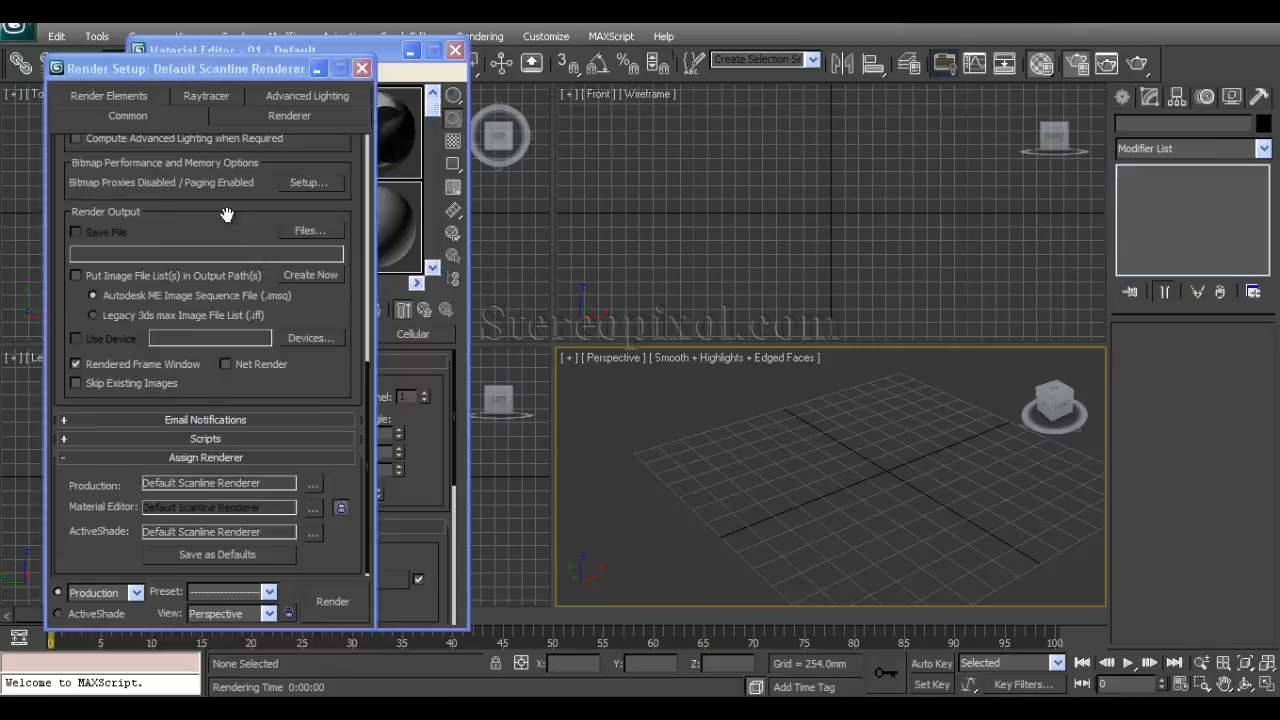 Edit
Tools
Rendering
Customize
MAXScript
Help
Material Editor - 01 - Default
Create Selection Se
Render Setup: Default Scanline Renderer
Render Elements
Raytracer
Advanced Lighting
Common
Renderer
Compute Advanced Lighting when Required
Bitmap Performance and Memory Options
Bitmap Proxies Disabled / Paging Enabled
Setup...
Render Output
Save File
Files...
Put Image File List(s) in Output Path(s)
Create Now
Autodesk ME Image Sequence File (.imsq)
Legacy 3ds max Image File List (.ifl)
Use Device
Devices...
Rendered Frame Window
Net Render
Skip Existing Images
+ Email Notifications
+ Scripts
- Assign Renderer
Production:
Default Scanline Renderer
...
Material Editor:
Default Scanline Renderer
...
ActiveShade:
Default Scanline Renderer
...
Save as Defaults
Production
Preset:
--------------------
ActiveShade
View:
Perspective
Render
Cellular
1
[ + ] [ Front ] [ Wireframe ]
[ + ] [ Perspective ] [ Smooth + Highlights + Edged Faces ]
Stereopixol.com
Modifier List
TOP
FRONT
LEFT
0 5 10 15 20 25 30 35 40 45 50 55 60 65 70 75 80 85 90 95 100
None Selected
X:
Y:
Z:
Grid = 254.0mm
Auto Key
Selected
Welcome to MAXScript.
Rendering Time 0:00:00
Add Time Tag
Set Key
Key Filters...
0